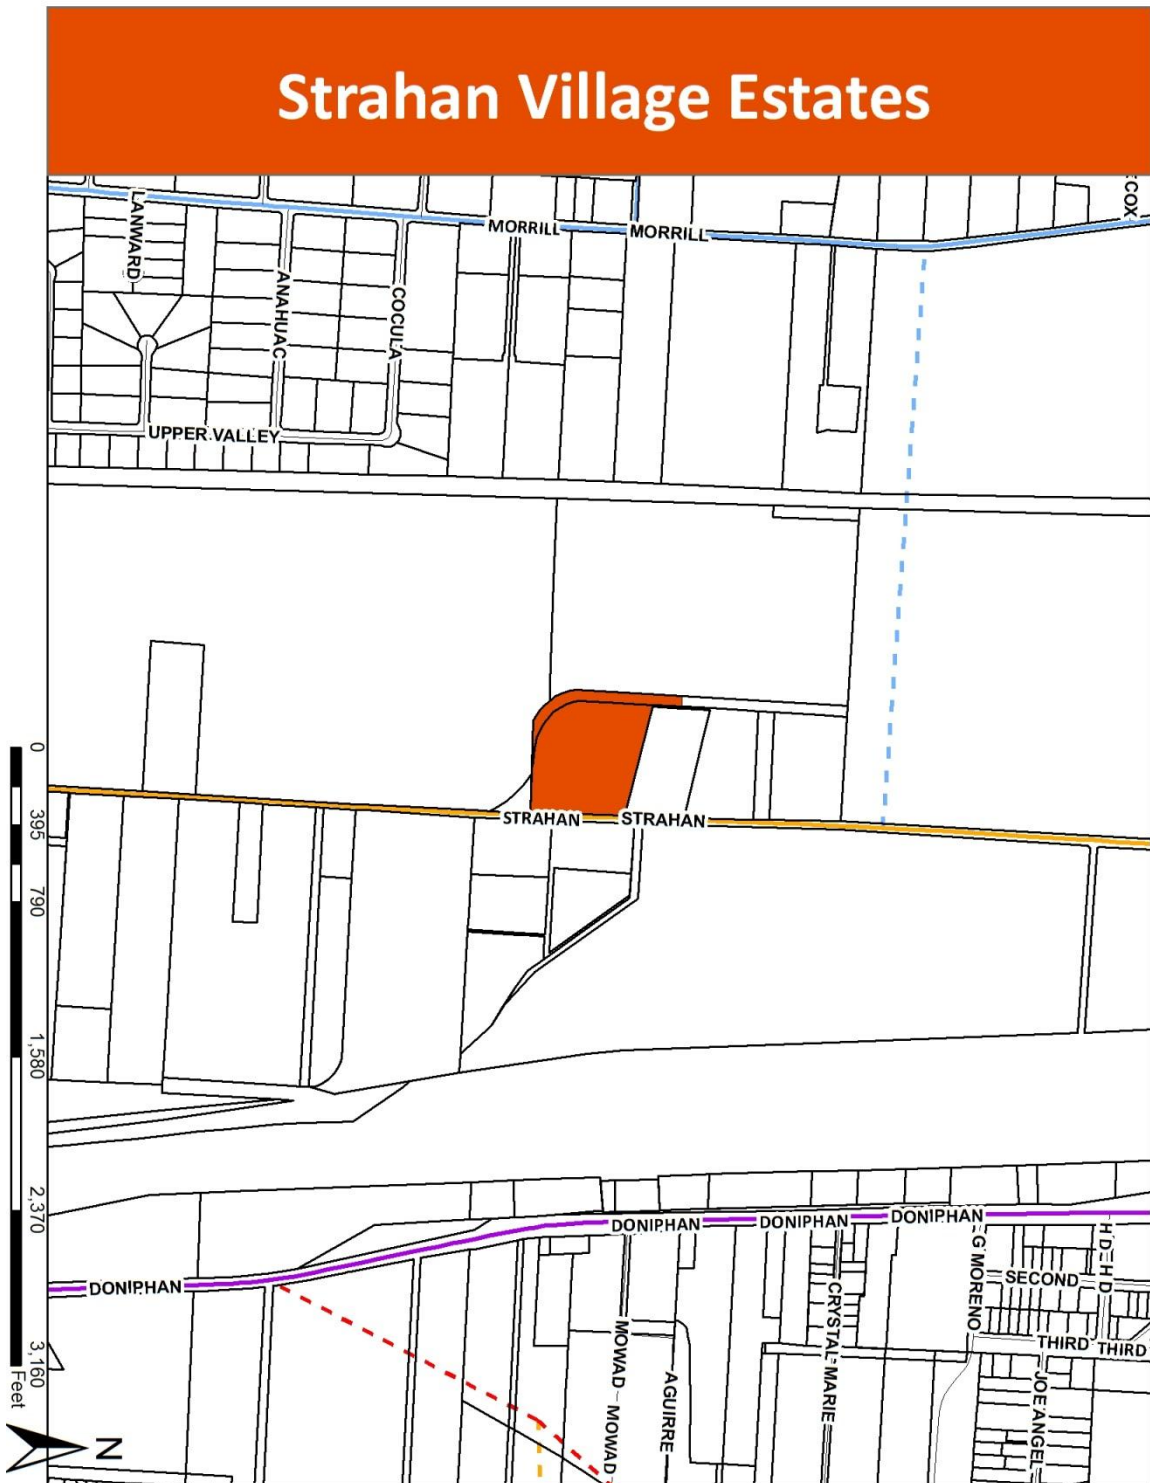 Strahan Village Estates
COX
LANWARD
MORRILL
MORRILL
ANAHUAC
COCULA
UPPER VALLEY
STRAHAN
STRAHAN
0
395
790
1,580
2,370
3,160
Feet
DONIPHAN
DONIPHAN
DONIPHAN
DONIPHAN
G MORENO
H D
H D
SECOND
CRYSTAL MARIE
MOWAD
MOWAD
AGUIRRE
THIRD
THIRD
JOE ANGEL
N